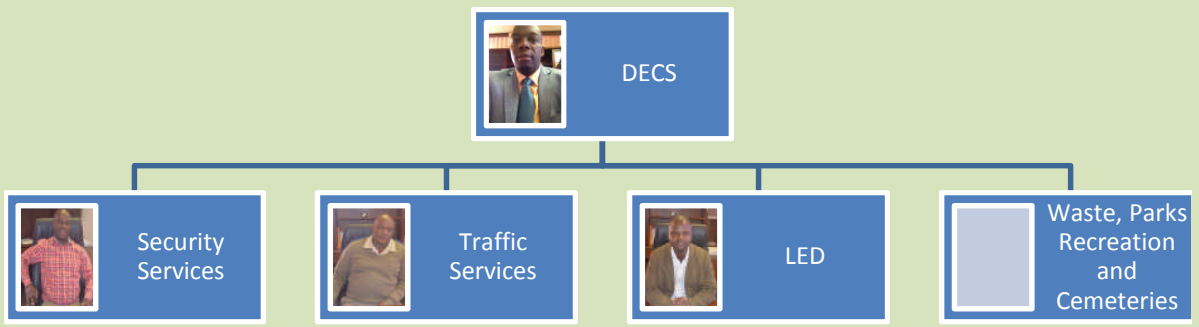 DECS
Security
Services
Traffic
Services
LED
Waste, Parks
Recreation
and
Cemeteries